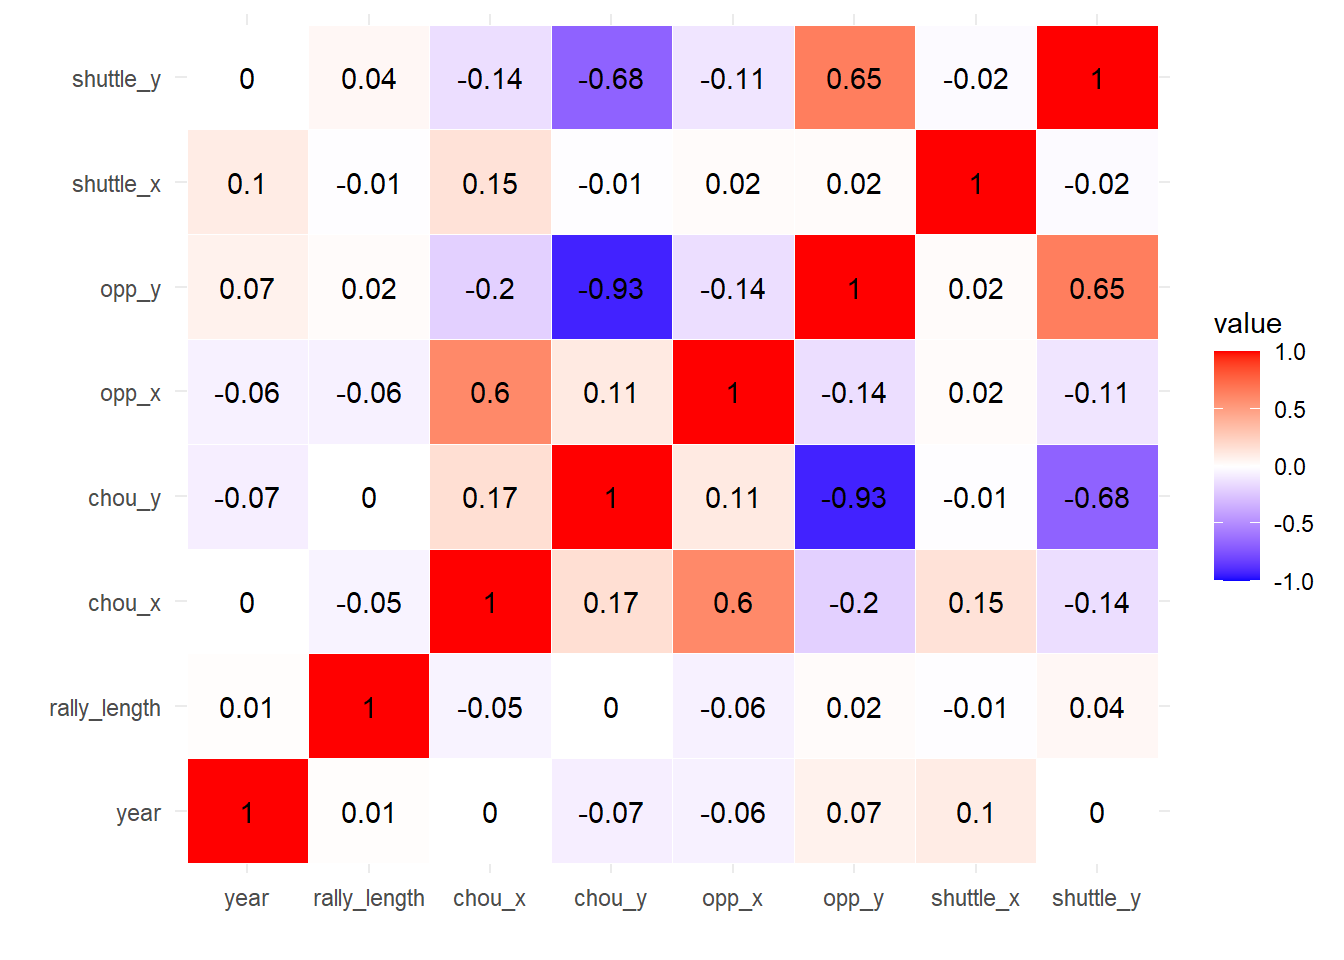 shuttle_y 0 0.04 -0.14 -0.68 -0.11 0.65 -0.02 1
shuttle_x 0.1 -0.01 0.15 -0.01 0.02 0.02 1 -0.02
opp_y 0.07 0.02 -0.2 -0.93 -0.14 1 0.02 0.65
opp_x -0.06 -0.06 0.6 0.11 1 -0.14 0.02 -0.11
chou_y -0.07 0 0.17 1 0.11 -0.93 -0.01 -0.68
chou_x 0 -0.05 1 0.17 0.6 -0.2 0.15 -0.14
rally_length 0.01 1 -0.05 0 -0.06 0.02 -0.01 0.04
year 1 0.01 0 -0.07 -0.06 0.07 0.1 0
year rally_length chou_x chou_y opp_x opp_y shuttle_x shuttle_y
value
1.0
0.5
0.0
-0.5
-1.0